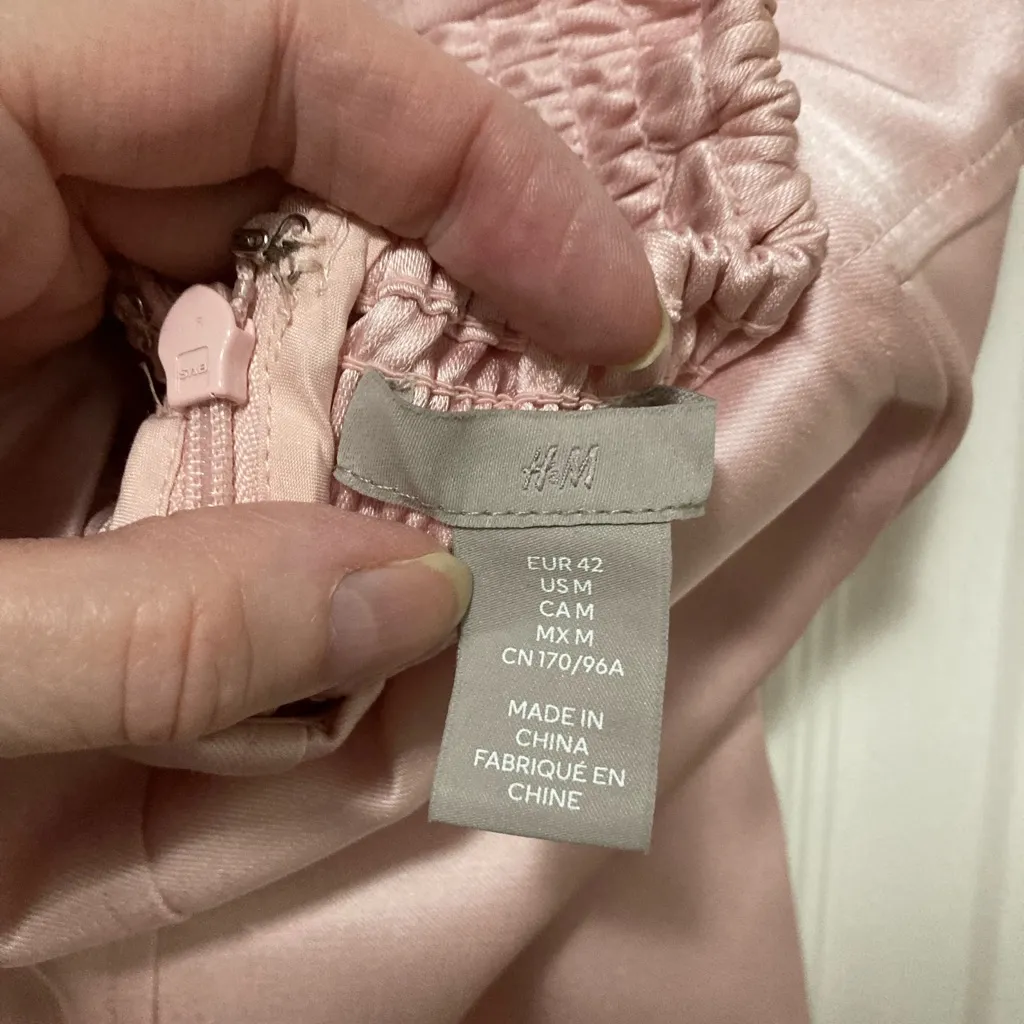 H&M
EUR 42
US M
CA M
MX M
CN 170/96A
MADE IN
CHINA
FABRIQUÉ EN
CHINE